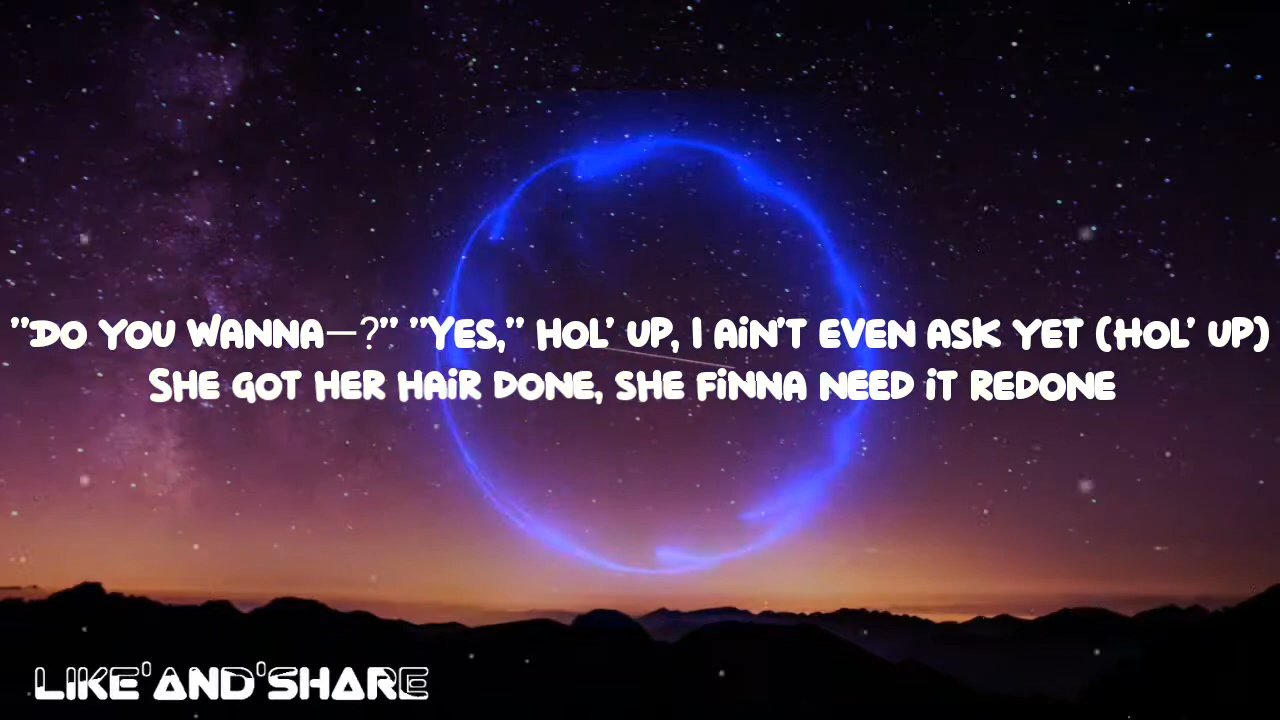 "Do you wanna—?" "Yes," Hol' up, I ain't even ask yet (Hol' up)
She got her hair done, she finna need it redone
LIKE'AND'SHARE